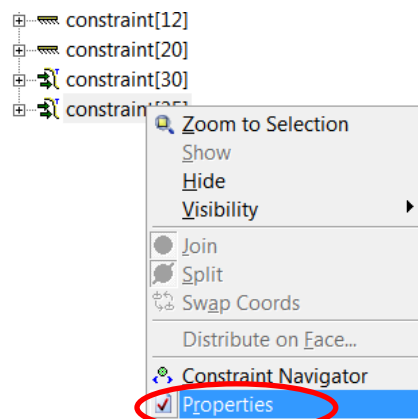 constraint[12]
constraint[20]
constraint[30]
Zoom to Selection
Show
Hide
Visibility
Join
Split
Swap Coords
Distribute on Face...
Constraint Navigator
Properties